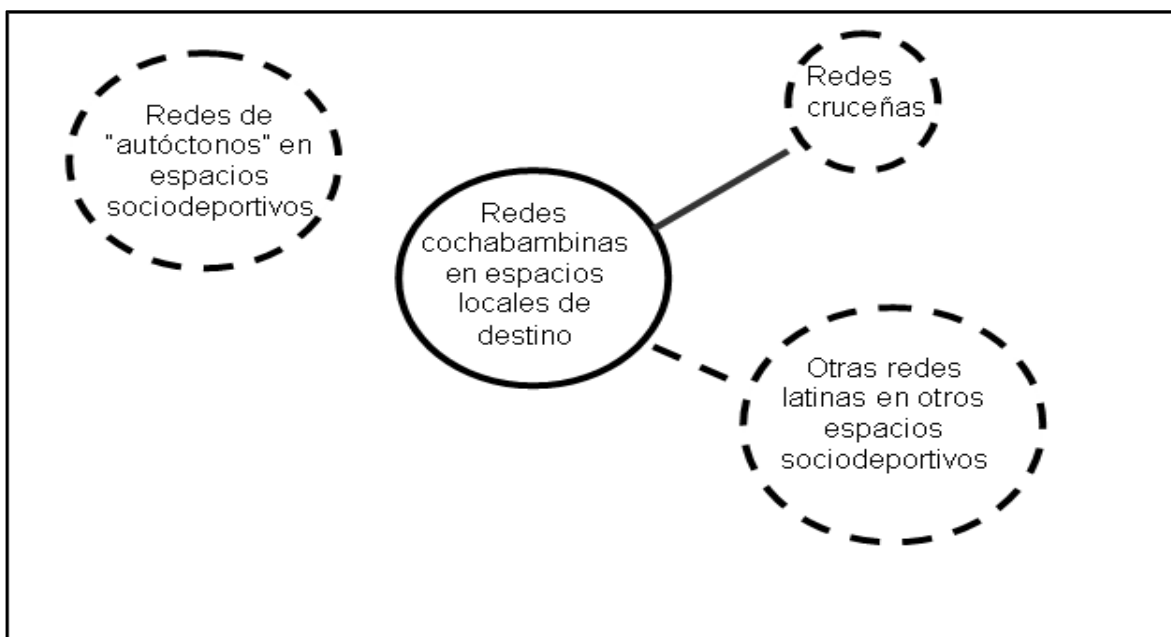 Redes de
"autóctonos" en
espacios
sociodeportivos
Redes
cruceñas
Redes
cochabambinas
en espacios
locales de
destino
Otras redes
latinas en otros
espacios
sociodeportivos